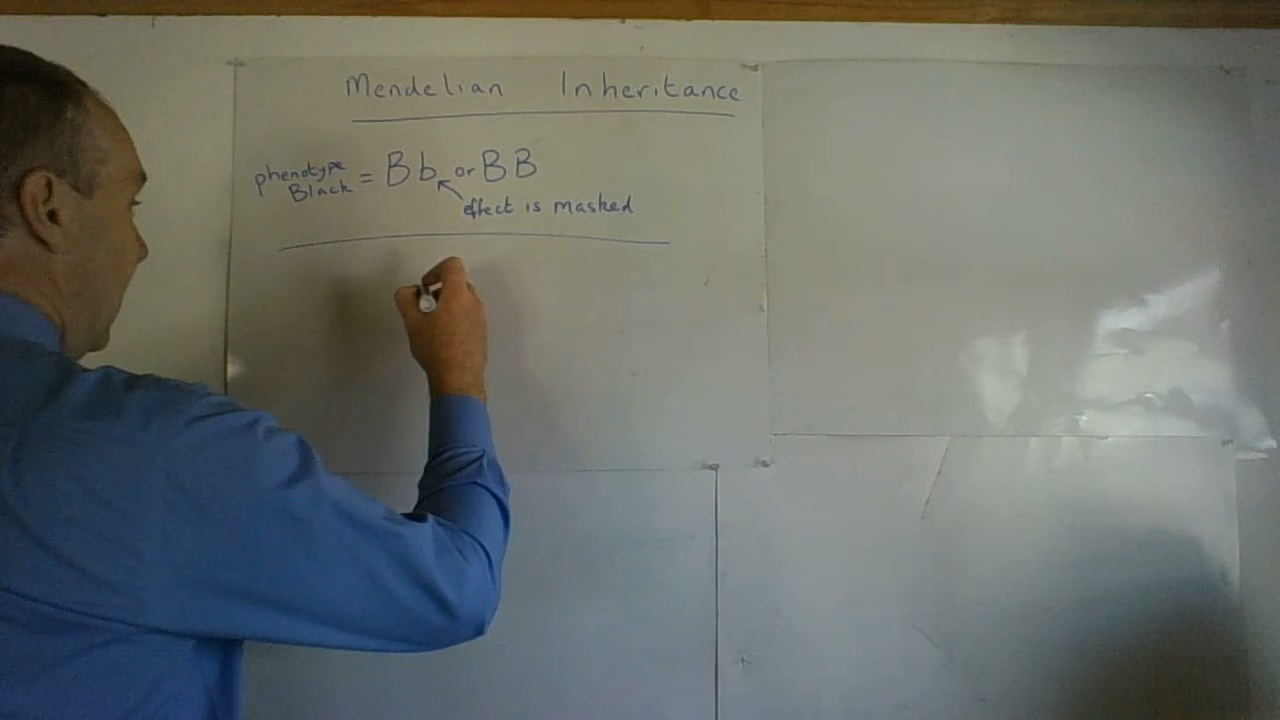 Mendelian Inheritance
phenotype
Black = Bb or BB
effect is masked